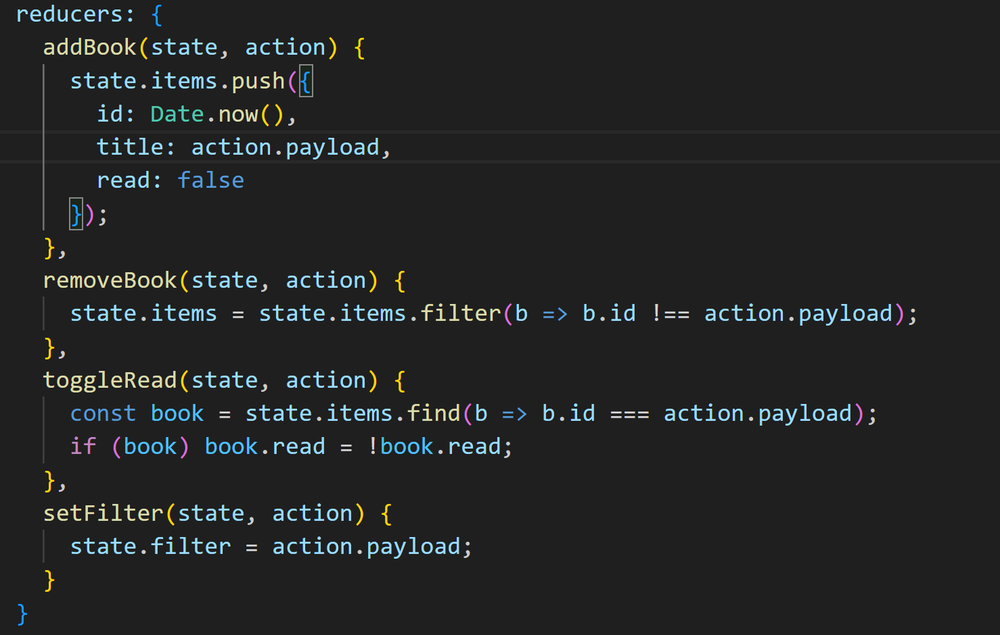 reducers: {
  addBook(state, action) {
    state.items.push({
      id: Date.now(),
      title: action.payload,
      read: false
    });
  },
  removeBook(state, action) {
    state.items = state.items.filter(b => b.id !== action.payload);
  },
  toggleRead(state, action) {
    const book = state.items.find(b => b.id === action.payload);
    if (book) book.read = !book.read;
  },
  setFilter(state, action) {
    state.filter = action.payload;
  }
}